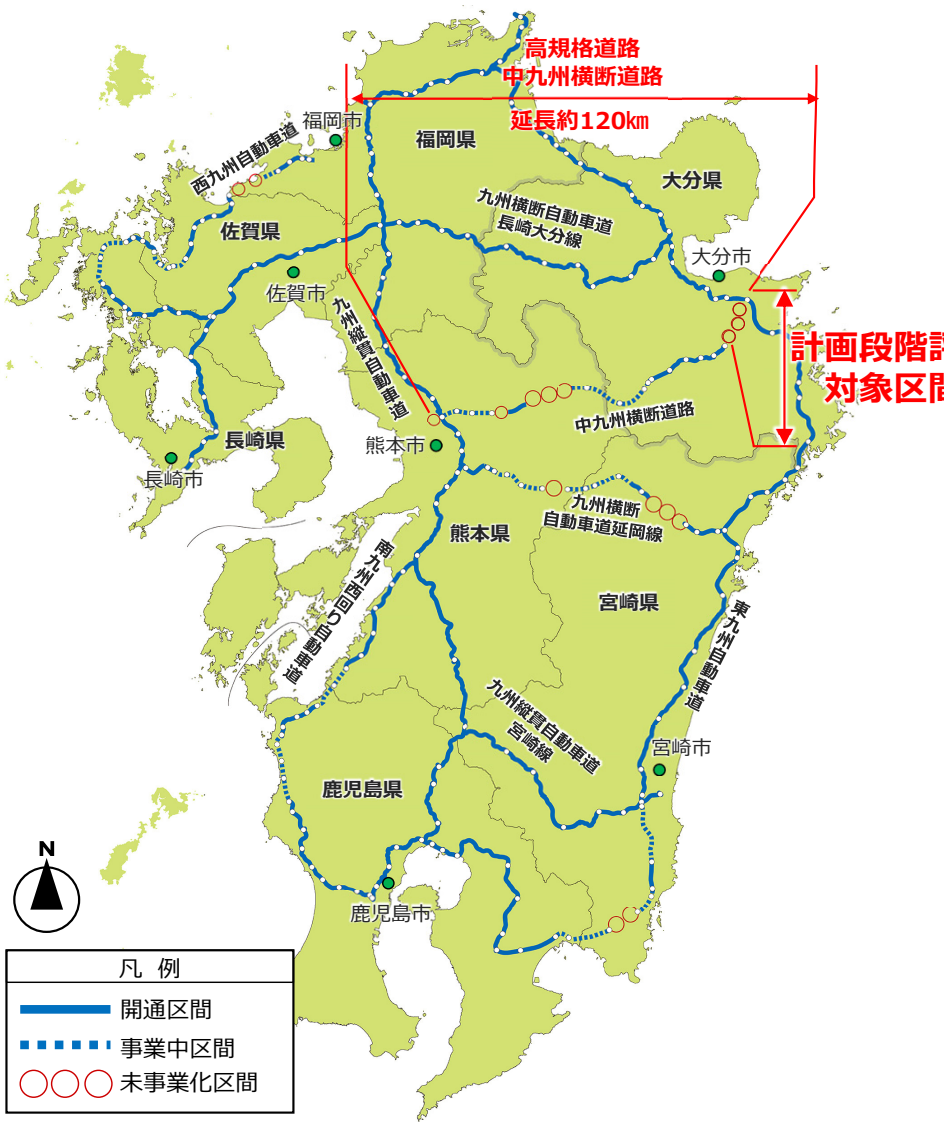 高規格道路
中九州横断道路
延長約120km
福岡市
福岡県
西九州自動車道
大分県
九州横断自動車道
長崎大分線
佐賀県
大分市
佐賀市
九州縦貫自動車道
計画段階評
対象区間
中九州横断道路
熊本市
長崎県
長崎市
九州横断
自動車道延岡線
熊本県
南九州西回り自動車道
宮崎県
東九州自動車道
九州縦貫自動車道
宮崎線
宮崎市
鹿児島県
N
鹿児島市
凡 例
開通区間
事業中区間
未事業化区間